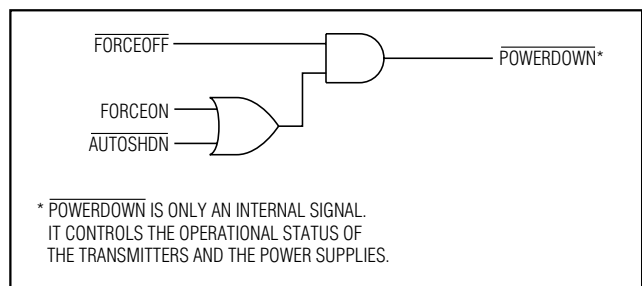 FORCEOFF
POWERDOWN*
FORCEON
AUTOSHDN
* POWERDOWN IS ONLY AN INTERNAL SIGNAL.
IT CONTROLS THE OPERATIONAL STATUS OF
THE TRANSMITTERS AND THE POWER SUPPLIES.